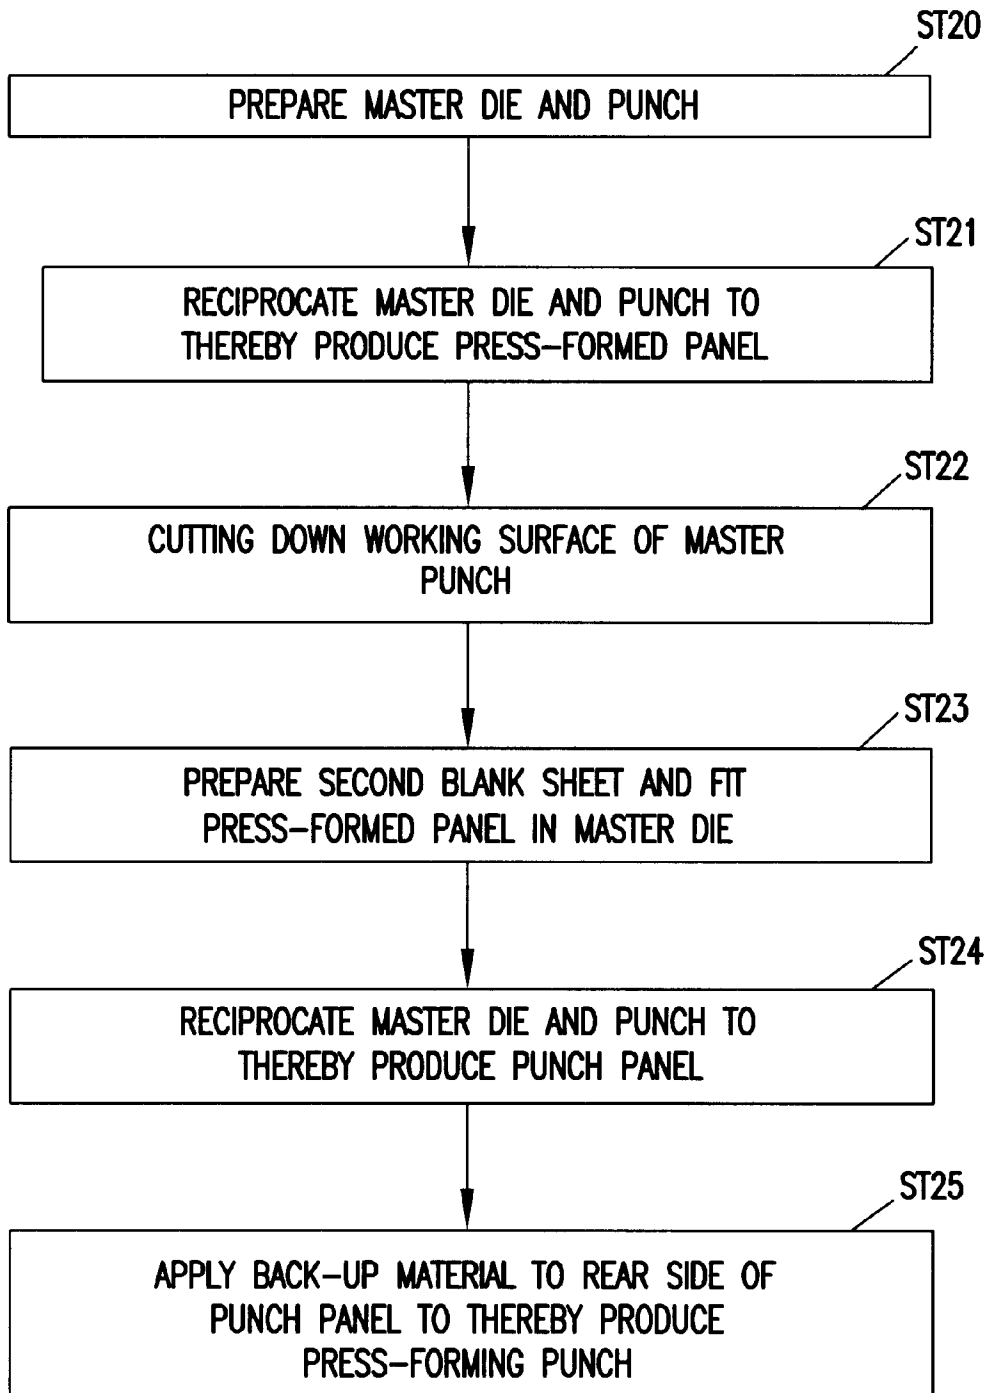 ST20
PREPARE MASTER DIE AND PUNCH
ST21
RECIPROCATE MASTER DIE AND PUNCH TO
THEREBY PRODUCE PRESS-FORMED PANEL
ST22
CUTTING DOWN WORKING SURFACE OF MASTER
PUNCH
ST23
PREPARE SECOND BLANK SHEET AND FIT
PRESS-FORMED PANEL IN MASTER DIE
ST24
RECIPROCATE MASTER DIE AND PUNCH TO
THEREBY PRODUCE PUNCH PANEL
ST25
APPLY BACK-UP MATERIAL TO REAR SIDE OF
PUNCH PANEL TO THEREBY PRODUCE
PRESS-FORMING PUNCH